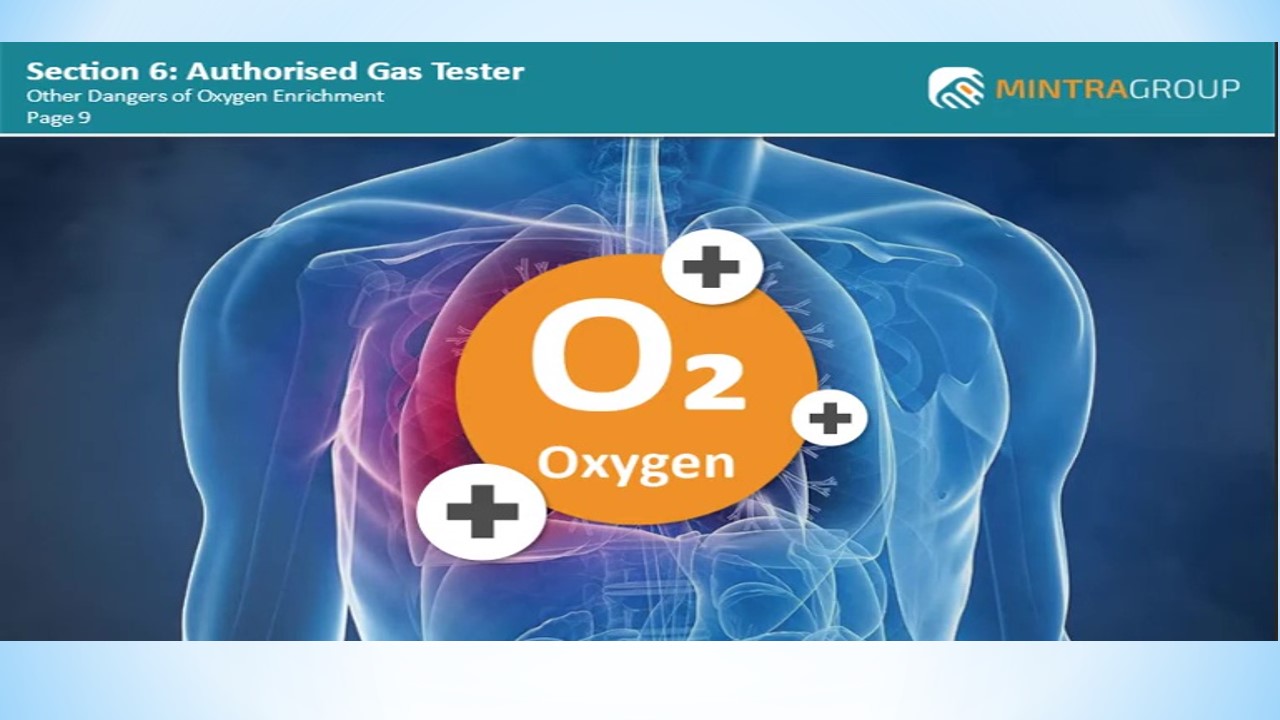 Section 6: Authorised Gas Tester
Other Dangers of Oxygen Enrichment
Page 9
MINTRAGROUP
O₂
Oxygen